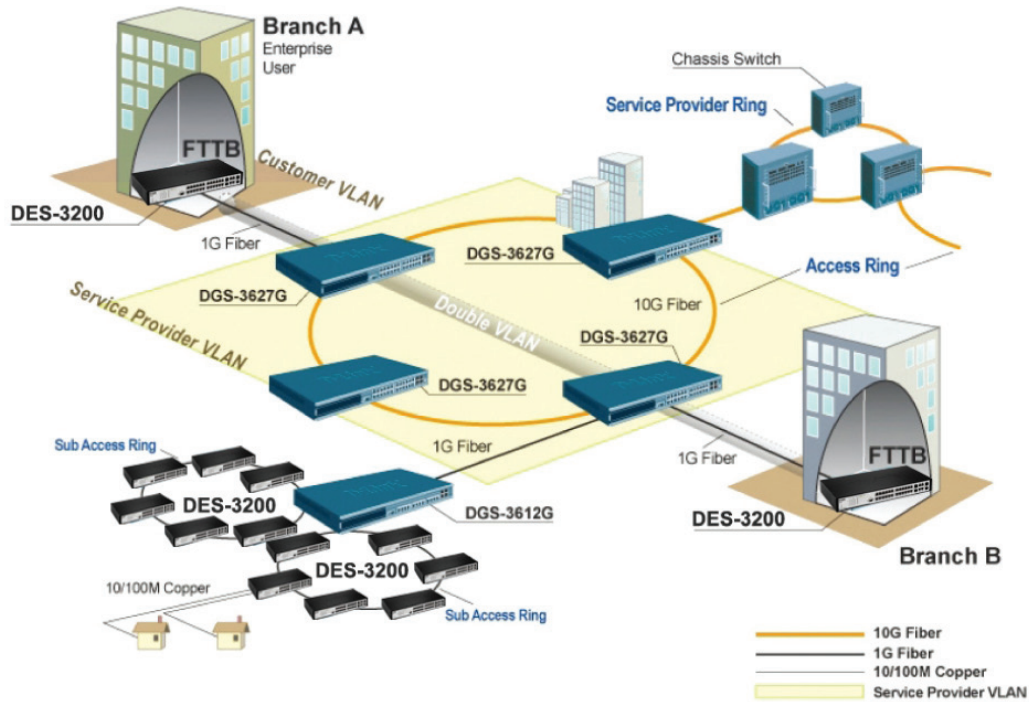 Branch A
Enterprise
User
Chassis Switch
Service Provider Ring
FTTB
Customer VLAN
DES-3200
1G Fiber
DGS-3627G
DGS-3627G
Access Ring
10G Fiber
Service Provider VLAN
Double VLAN
DGS-3627G
DGS-3627G
1G Fiber
1G Fiber
FTTB
Sub Access Ring
DES-3200
DGS-3612G
DES-3200
Branch B
DES-3200
10/100M Copper
Sub Access Ring
10G Fiber
1G Fiber
10/100M Copper
Service Provider VLAN